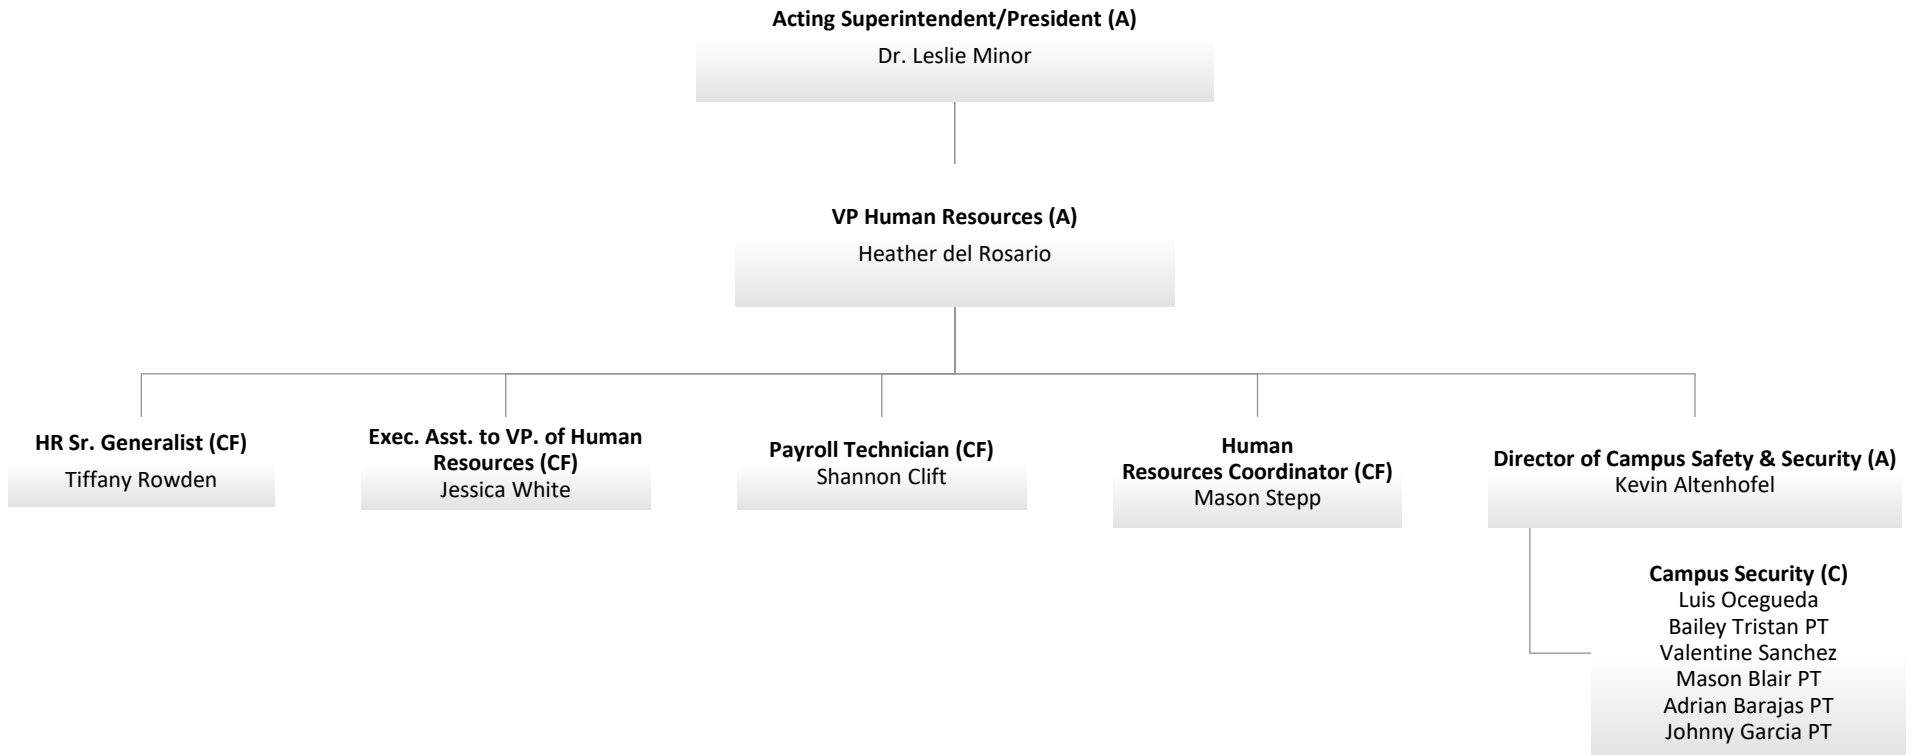 Acting Superintendent/President (A)
Dr. Leslie Minor
VP Human Resources (A)
Heather del Rosario
HR Sr. Generalist (CF)
Tiffany Rowden
Exec. Asst. to VP. of Human
Resources (CF)
Jessica White
Payroll Technician (CF)
Shannon Clift
Human
Resources Coordinator (CF)
Mason Stepp
Director of Campus Safety & Security (A)
Kevin Altenhofel
Campus Security (C)
Luis Ocegueda
Bailey Tristan PT
Valentine Sanchez
Mason Blair PT
Adrian Barajas PT
Johnny Garcia PT